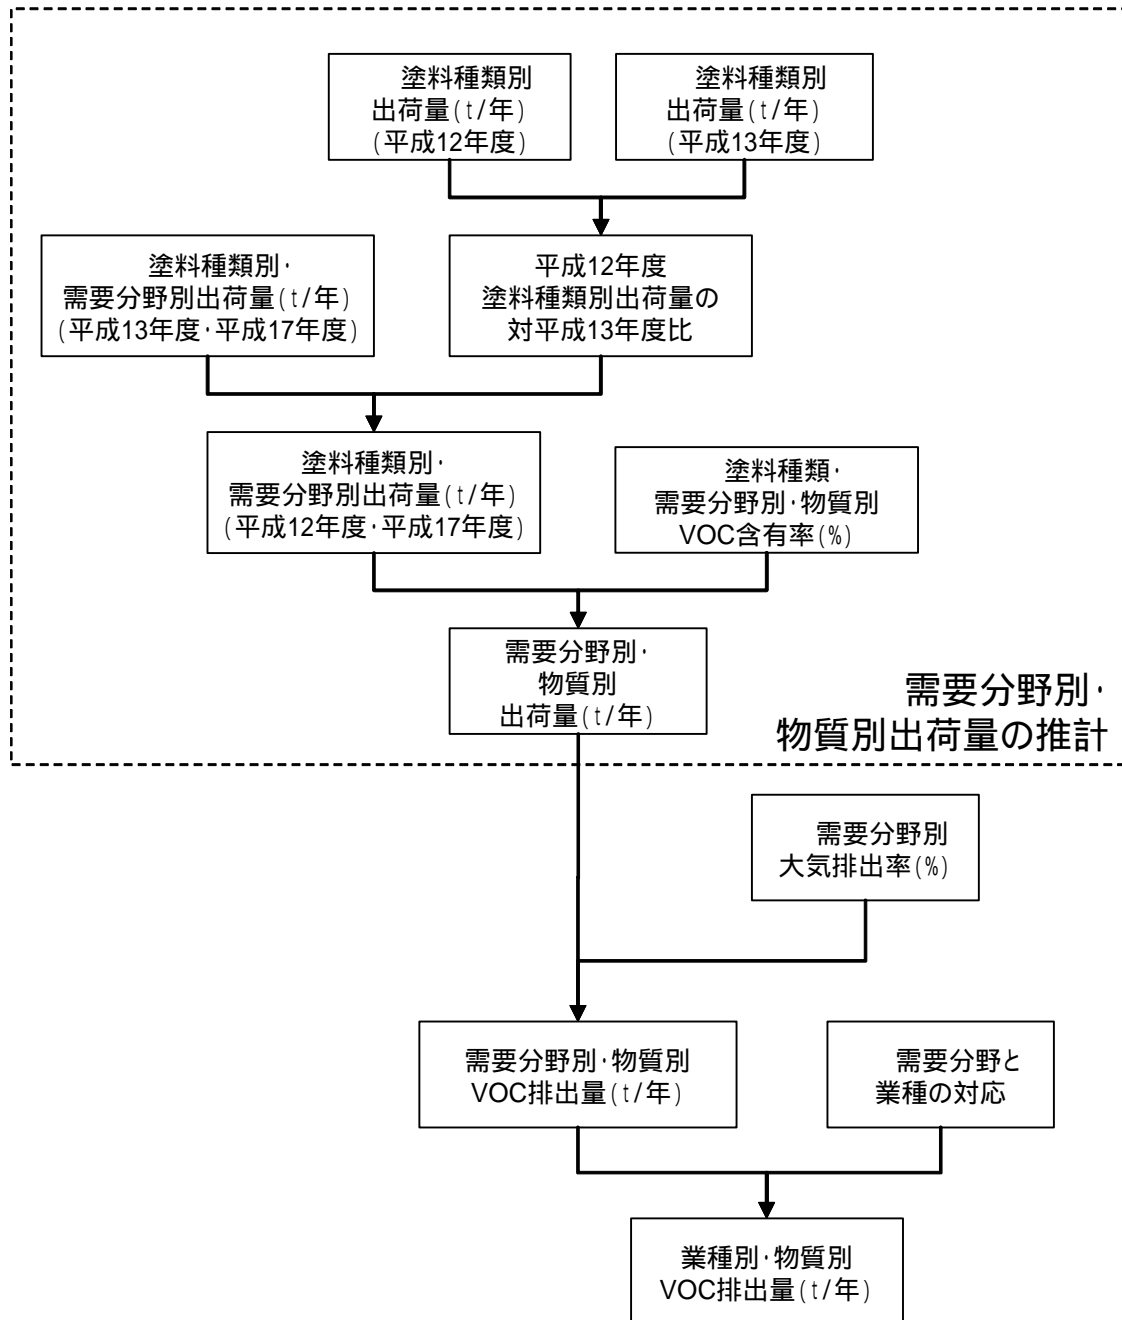 塗料種類別
出荷量(t/年)
(平成12年度)
塗料種類別
出荷量(t/年)
(平成13年度)
塗料種類別・
需要分野別出荷量(t/年)
(平成13年度・平成17年度)
平成12年度
塗料種類別出荷量の
対平成13年度比
塗料種類別・
需要分野別出荷量(t/年)
(平成12年度・平成17年度)
塗料種類・
需要分野別・物質別
VOC含有率(%)
需要分野別・
物質別
出荷量(t/年)
需要分野別・
物質別出荷量の推計
需要分野別
大気排出率(%)
需要分野別・物質別
VOC排出量(t/年)
需要分野と
業種の対応
業種別・物質別
VOC排出量(t/年)